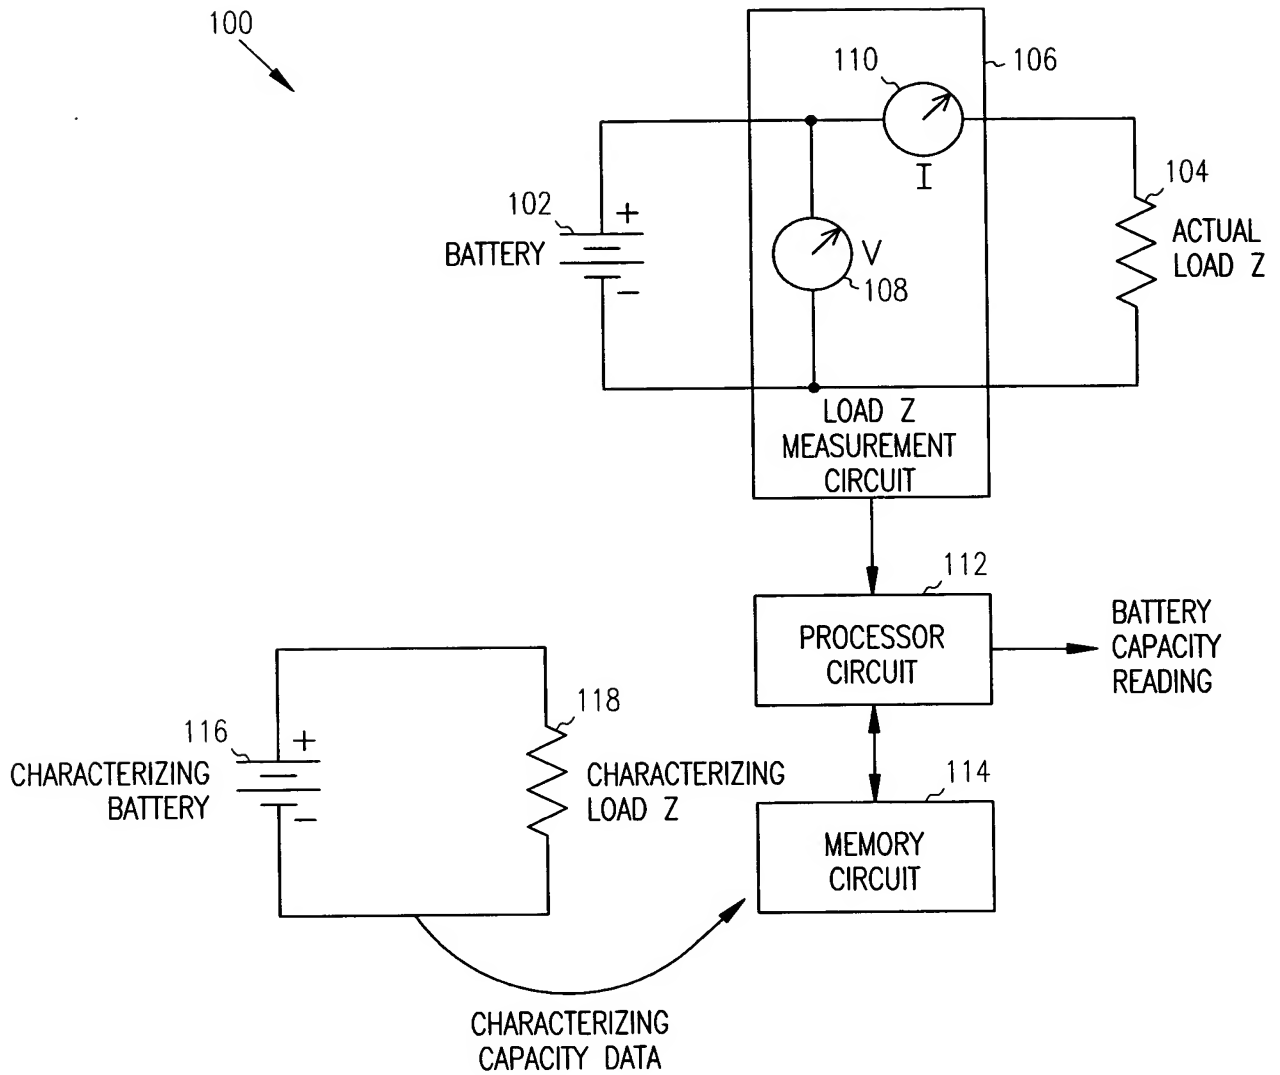 100
110
106
104
ACTUAL
LOAD Z
I
102
BATTERY
+
−
V
108
LOAD Z
MEASUREMENT
CIRCUIT
112
PROCESSOR
CIRCUIT
BATTERY
CAPACITY
READING
114
MEMORY
CIRCUIT
116
CHARACTERIZING
BATTERY
+
−
118
CHARACTERIZING
LOAD Z
CHARACTERIZING
CAPACITY DATA